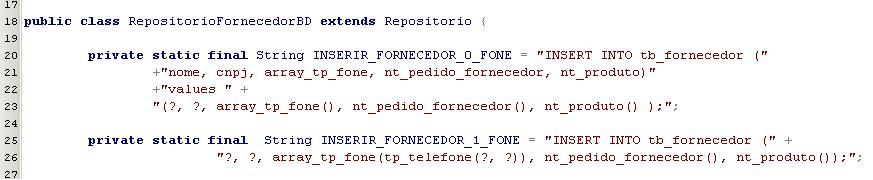 17
18 public class RepositorioFornecedorBD extends Repositorio {
19
20 private static final String INSERIR_FORNECEDOR_0_FONE = "INSERT INTO tb_fornecedor ("
21 +"nome, cnpj, array_tp_fone, nt_pedido_fornecedor, nt_produto)"
22 +"values " +
23 "(?, ?, array_tp_fone(), nt_pedido_fornecedor(), nt_produto() );";
24
25 private static final String INSERIR_FORNECEDOR_1_FONE = "INSERT INTO tb_fornecedor (" +
26 "?, ?, array_tp_fone(tp_telefone(?, ?)), nt_pedido_fornecedor(), nt_produto());";
27